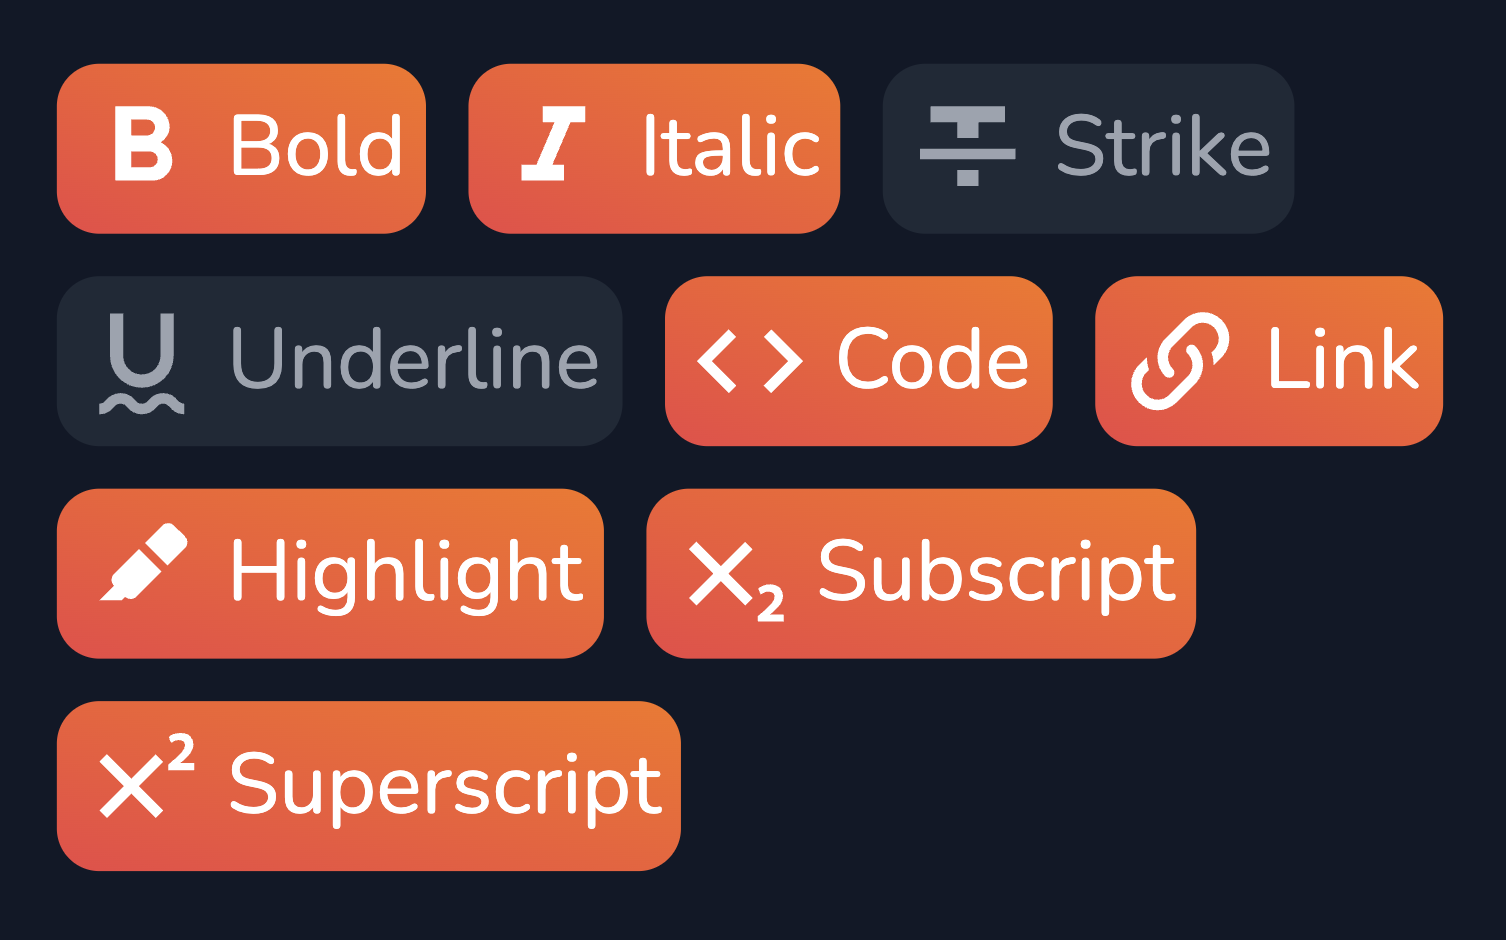 B Bold I Italic Strike
U Underline <> Code Link
Highlight X₂ Subscript
X² Superscript